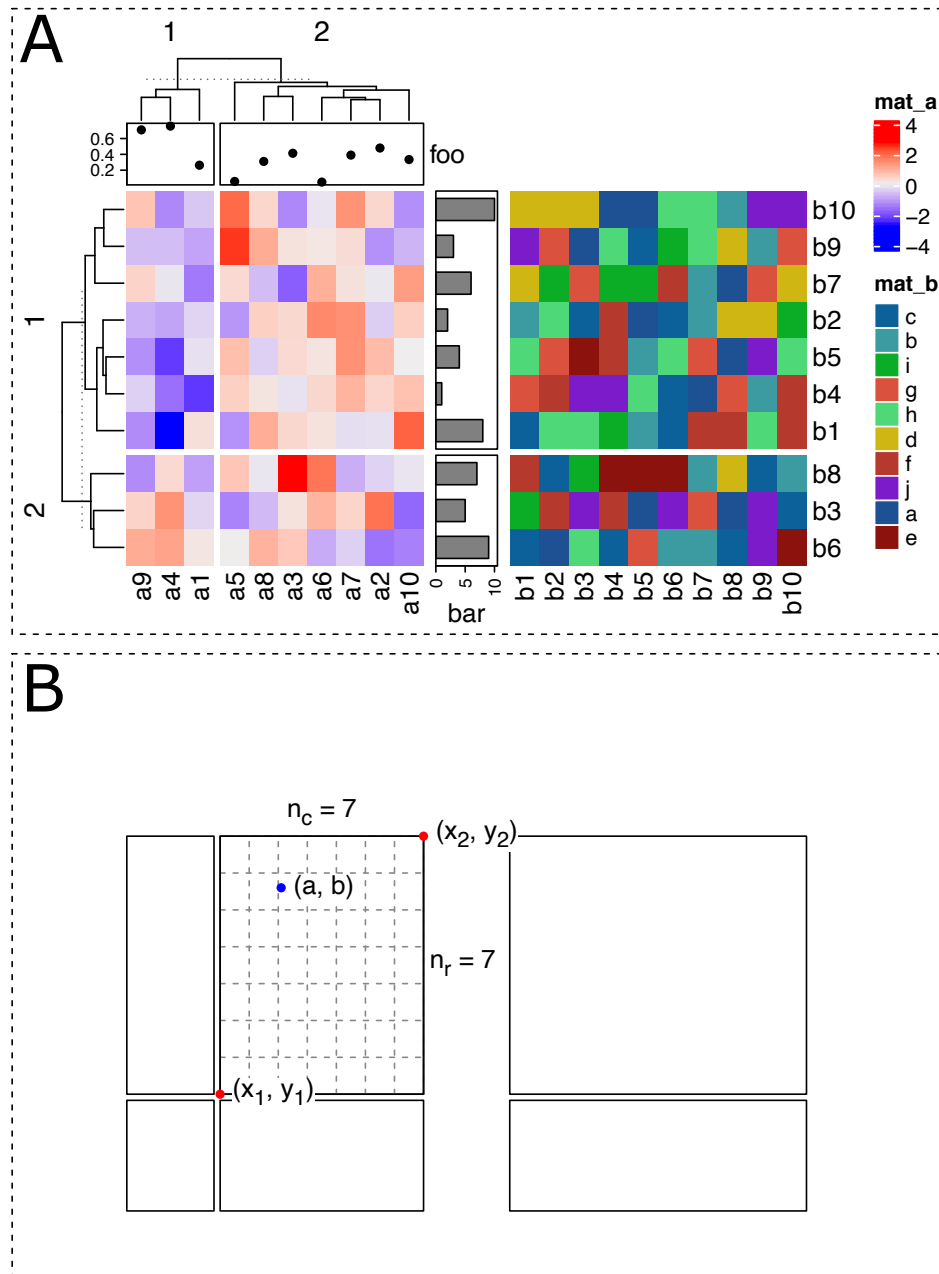 A
1 2
mat_a
4
2
0
−2
−4
0.6
0.4
0.2
foo
1
2
b10
b9
b7
b2
b5
b4
b1
b8
b3
b6
mat_b
c
b
i
g
h
d
f
j
a
e
a9 a4 a1 a5 a8 a3 a6 a7 a2 a10
0 5 10
bar
b1 b2 b3 b4 b5 b6 b7 b8 b9 b10
B
n_c = 7
(x_2, y_2)
(a, b)
n_r = 7
(x_1, y_1)